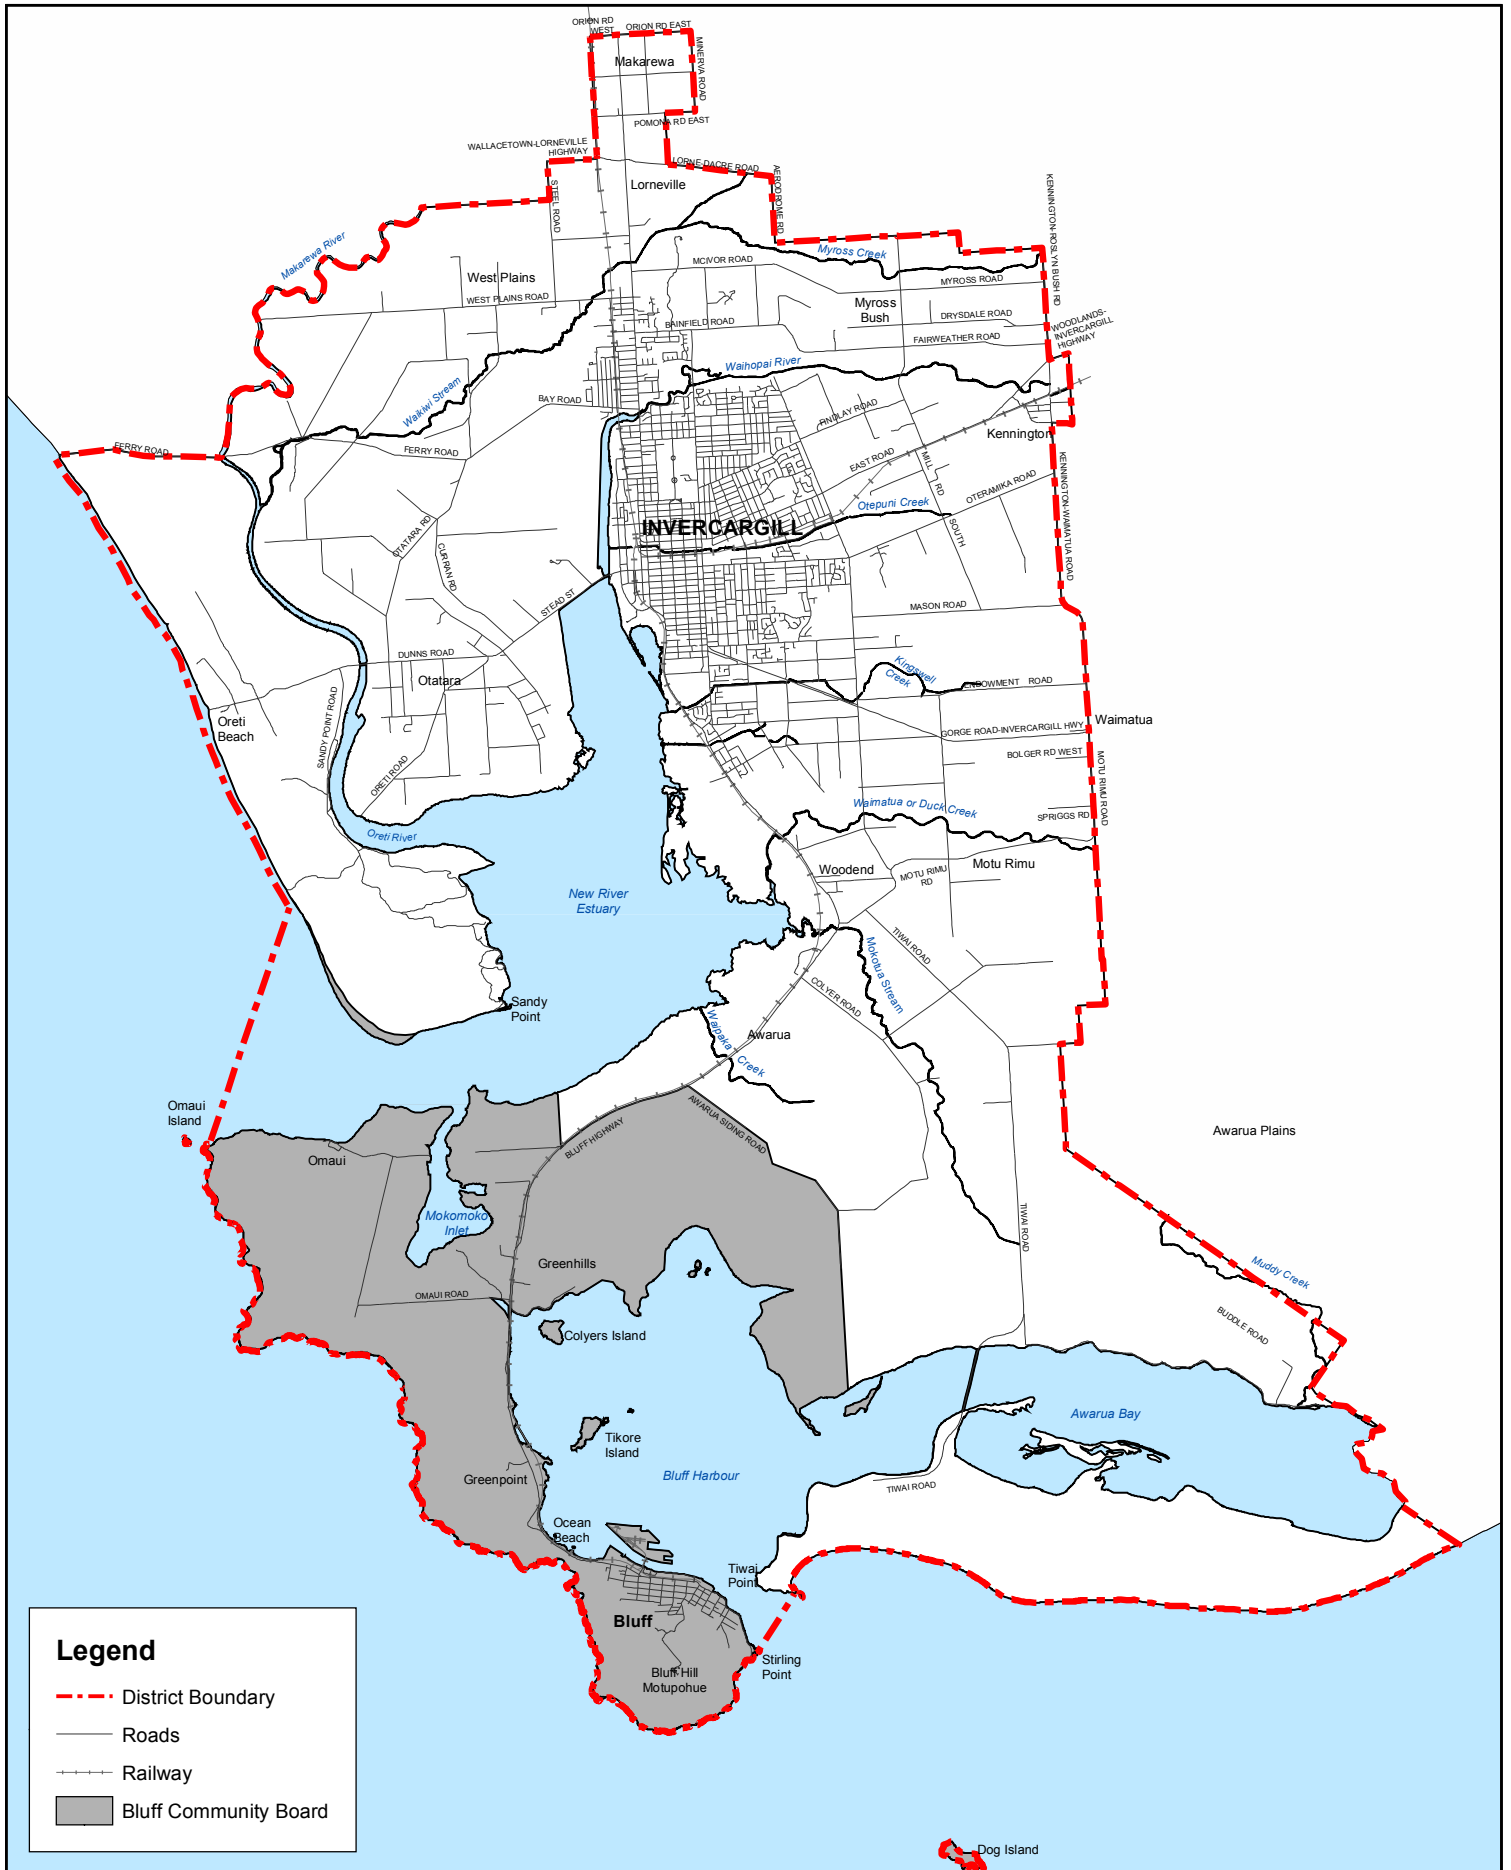 ORION RD
WEST
ORION RD EAST
Makarewa
MINERVA ROAD
POMONA RD EAST
WALLACETOWN-LORNEVILLE
HIGHWAY
LORNE-DACRE ROAD
STEEL ROAD
Lorneville
AERODROME RD
KENNINGTON-ROSLYN BUSH RD
Makarewa River
Myross Creek
MCIVOR ROAD
West Plains
MYROSS ROAD
WEST PLAINS ROAD
Myross
Bush
DRYSDALE ROAD
BAINFIELD ROAD
FAIRWEATHER ROAD
WOODLANDS-
INVERCARGILL
HIGHWAY
Waihopai River
Waikiwi Stream
BAY ROAD
FINDLAY ROAD
Kennington
FERRY ROAD
FERRY ROAD
EAST ROAD
MILL RD
SOUTH
OTERAMIKA ROAD
KENNINGTON-WAIMATUA ROAD
Otepuni Creek
INVERCARGILL
OTATARA RD
CURRAN RD
STEAD ST
MASON ROAD
DUNNS ROAD
Otatara
Kingswell
Creek
ENDOWMENT ROAD
Oreti
Beach
SANDY POINT ROAD
Waimatua
GORGE ROAD-INVERCARGILL HWY
BOLGER RD WEST
MOTU RIMU ROAD
ORETI ROAD
Waimatua or Duck Creek
SPRIGGS RD
Oreti River
Woodend
MOTU RIMU
RD
Motu Rimu
New River
Estuary
TIWAI ROAD
Mokotua Stream
COLYER ROAD
Sandy
Point
Waipaka
Creek
Awarua
Omaui
Island
AWARUA SIDING ROAD
BLUFF HIGHWAY
Awarua Plains
Omaui
Mokomoko
Inlet
TIWAI ROAD
Greenhills
Muddy Creek
OMAUI ROAD
BUDDLE ROAD
Colyers Island
Awarua Bay
Tikore
Island
Bluff Harbour
Greenpoint
TIWAI ROAD
Ocean
Beach
Tiwai
Point
Bluff
Stirling
Point
Bluff Hill
Motupohue
Legend
District Boundary
Roads
Railway
Bluff Community Board
Dog Island